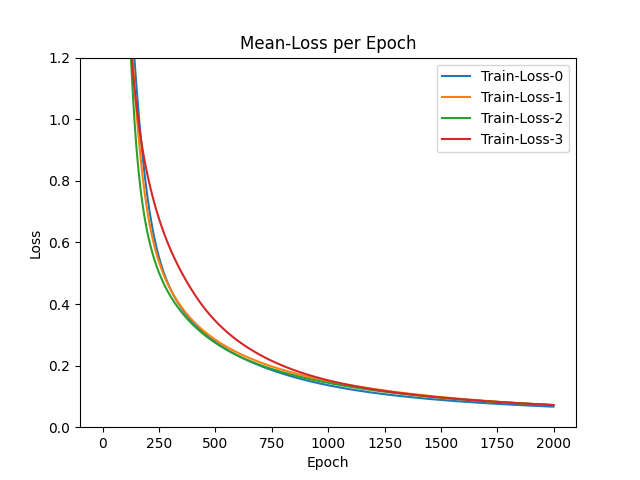 Mean-Loss per Epoch
Train-Loss-0
Train-Loss-1
Train-Loss-2
Train-Loss-3
Loss
1.2
1.0
0.8
0.6
0.4
0.2
0.0
0 250 500 750 1000 1250 1500 1750 2000
Epoch